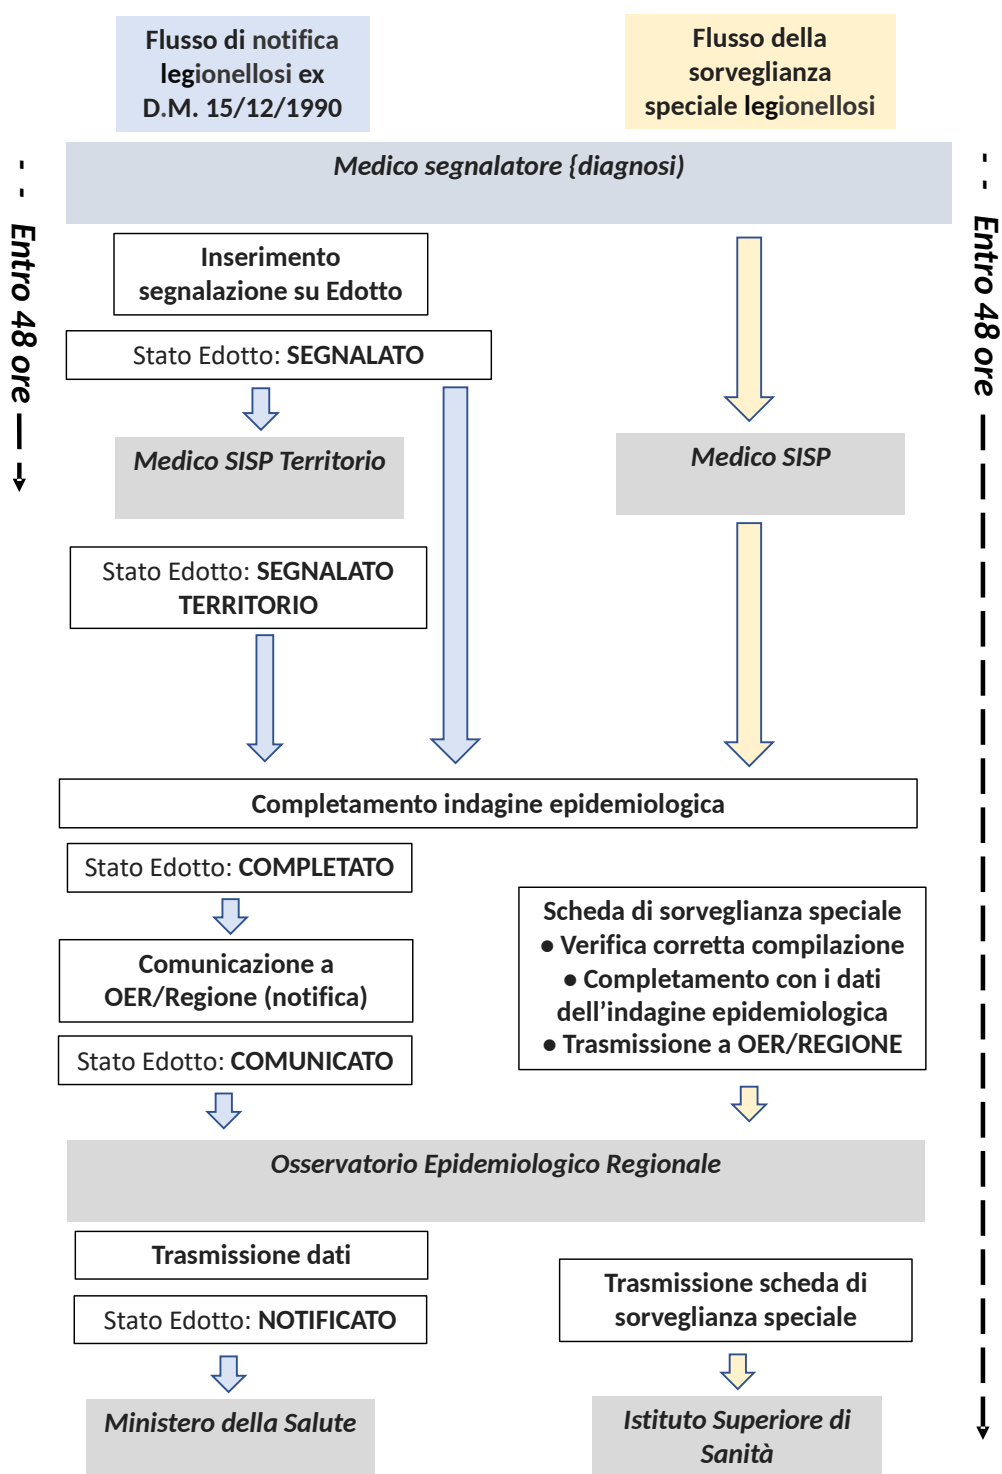 Flusso di notifica
legionellosi ex
D.M. 15/12/1990
Flusso della
sorveglianza
speciale legionellosi
Medico segnalatore {diagnosi)
- - Entro 48 ore
- - Entro 48 ore
Inserimento
segnalazione su Edotto
Stato Edotto: SEGNALATO
Medico SISP Territorio
Medico SISP
Stato Edotto: SEGNALATO
TERRITORIO
Completamento indagine epidemiologica
Stato Edotto: COMPLETATO
Comunicazione a
OER/Regione (notifica)
Stato Edotto: COMUNICATO
Scheda di sorveglianza speciale
● Verifica corretta compilazione
● Completamento con i dati
dell’indagine epidemiologica
● Trasmissione a OER/REGIONE
Osservatorio Epidemiologico Regionale
Trasmissione dati
Stato Edotto: NOTIFICATO
Trasmissione scheda di
sorveglianza speciale
Ministero della Salute
Istituto Superiore di
Sanità